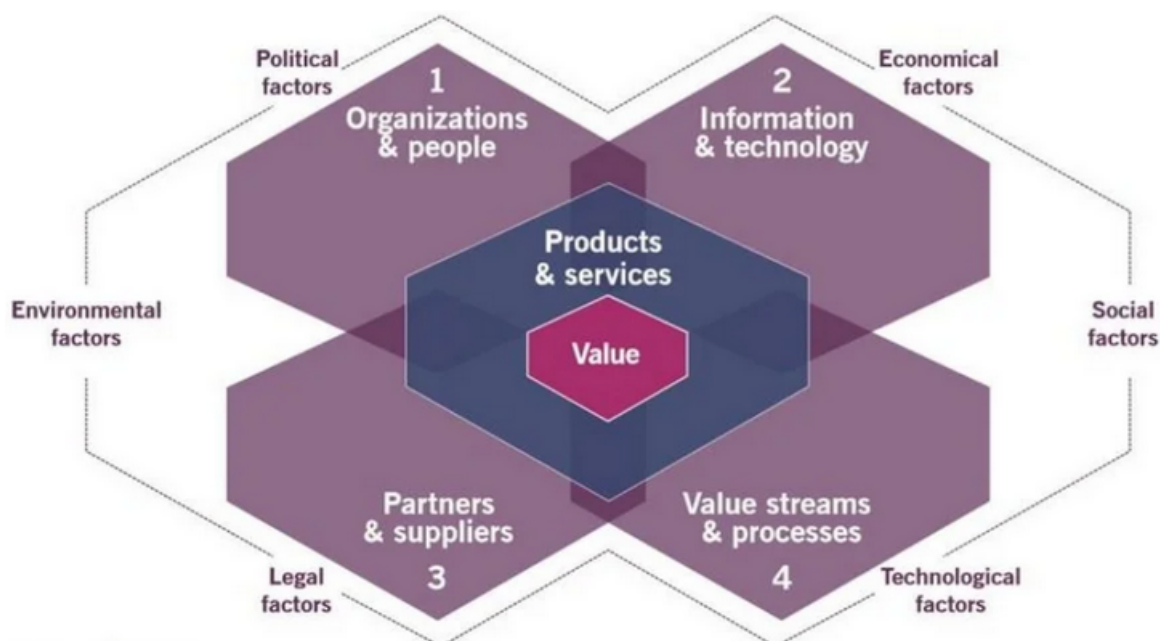 Political
factors
1
Organizations
& people
2
Information
& technology
Economical
factors
Products
& services
Environmental
factors
Value
Social
factors
Partners
& suppliers
3
Value streams
& processes
4
Legal
factors
Technological
factors